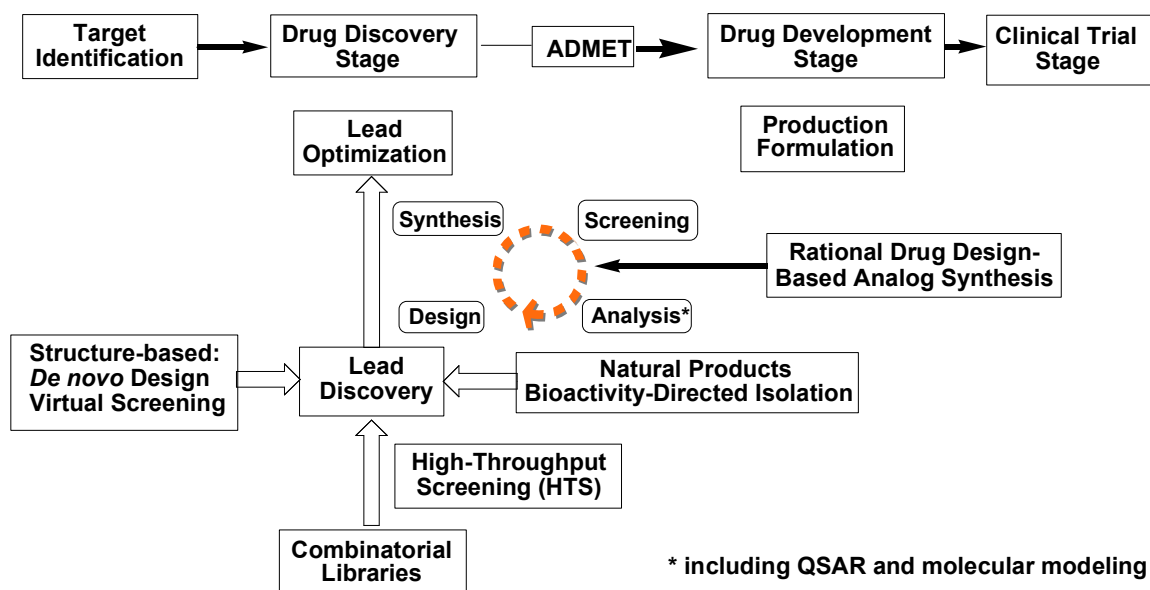 Target
Identification
Drug Discovery
Stage
ADMET
Drug Development
Stage
Clinical Trial
Stage
Lead
Optimization
Production
Formulation
Synthesis
Screening
Rational Drug Design-
Based Analog Synthesis
Design
Analysis*
Structure-based:
De novo Design
Virtual Screening
Lead
Discovery
Natural Products
Bioactivity-Directed Isolation
High-Throughput
Screening (HTS)
Combinatorial
Libraries
* including QSAR and molecular modeling